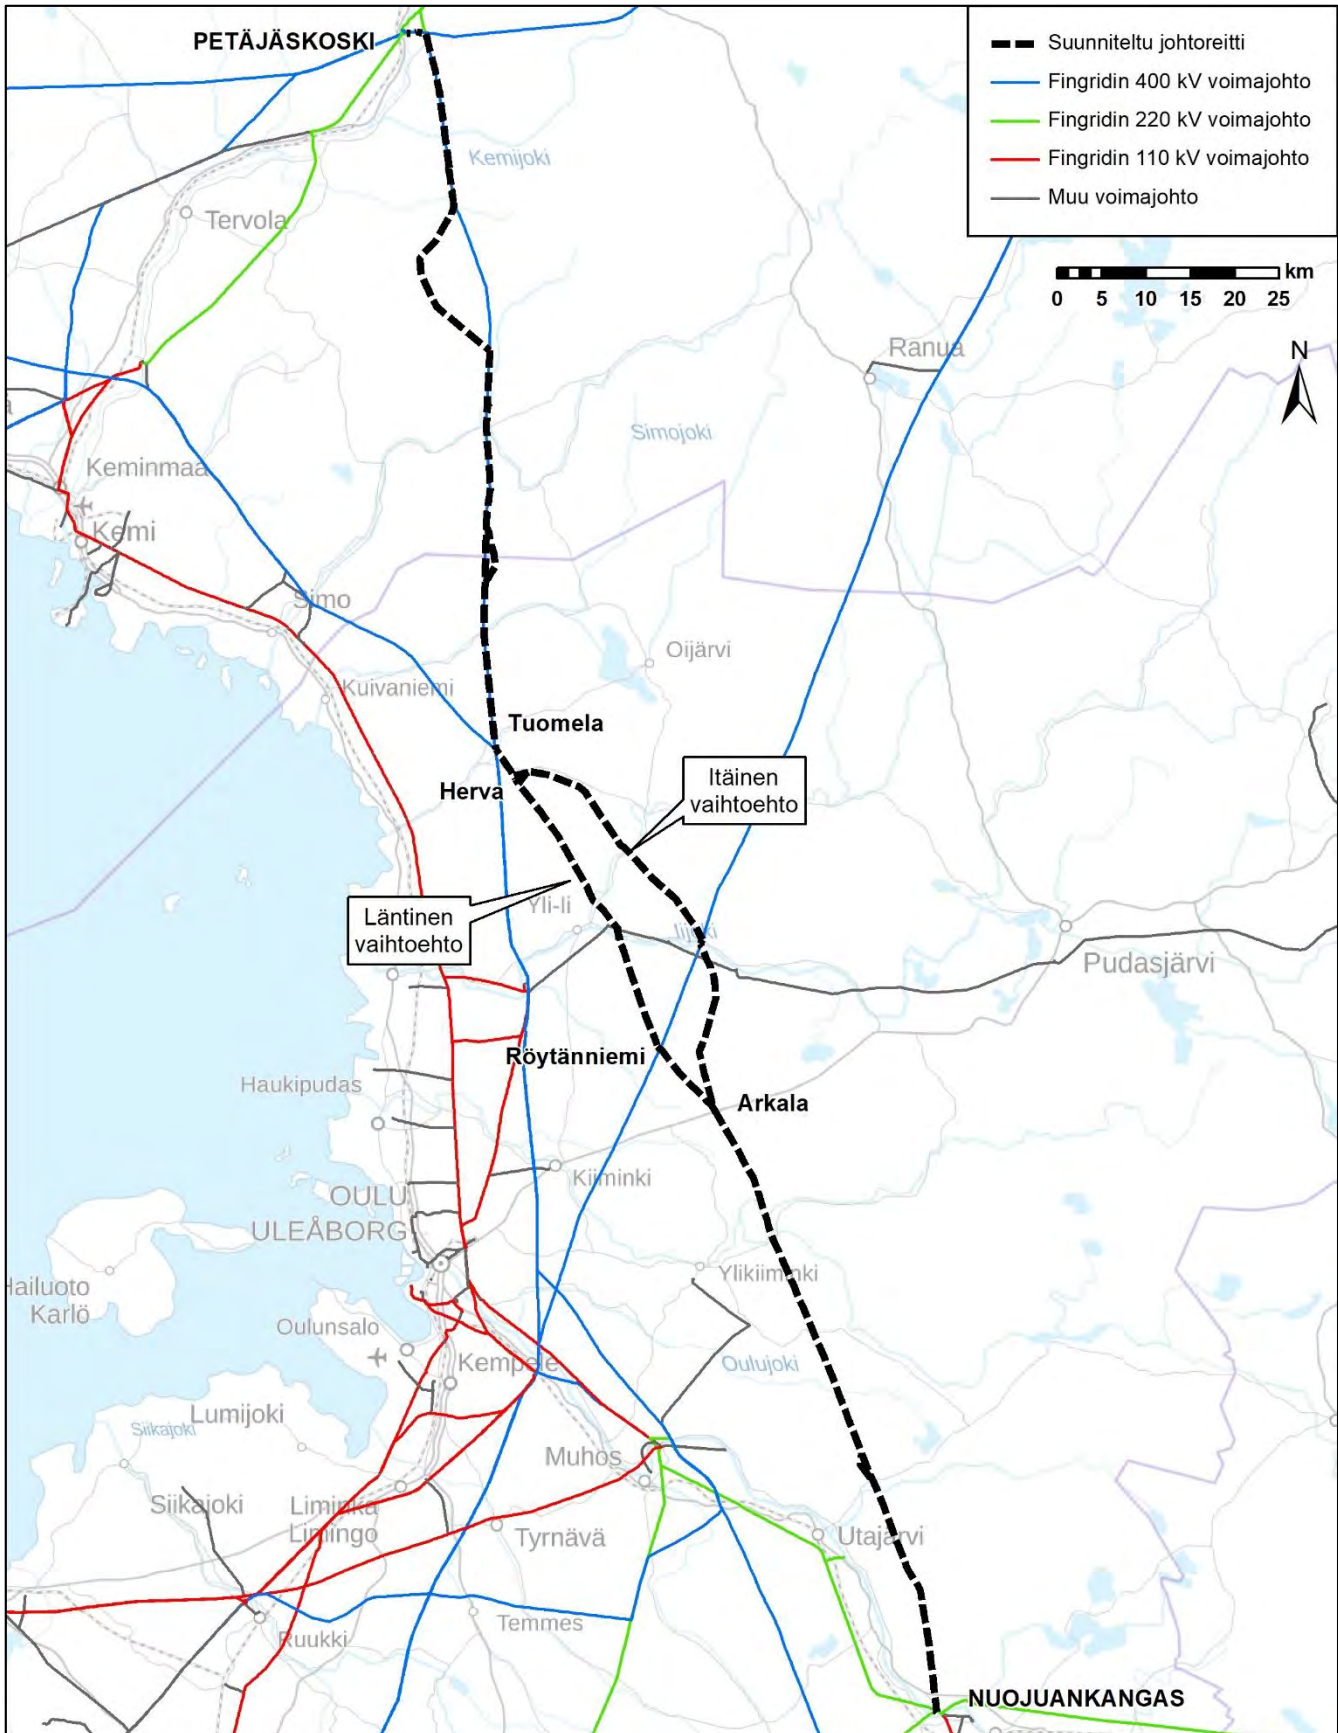 PETÄJÄSKOSKI
Suunniteltu johtoreitti
Fingridin 400 kV voimajohto
Fingridin 220 kV voimajohto
Fingridin 110 kV voimajohto
Muu voimajohto
km
0 5 10 15 20 25
N
Kemijoki
Tervola
Ranua
Simojoki
Keminmaa
Kemi
Simo
Oijärvi
Kuivaniemi
Tuomela
Herva
Itäinen
vaihtoehto
Läntinen
vaihtoehto
Yli-Ii
Iijoki
Pudasjärvi
Röytänniemi
Haukipudas
Arkala
Kiiminki
OULU
ULEÅBORG
Ylikiiminki
Hailuoto
Karlö
Oulunsalo
Kempele
Oulujoki
Lumijoki
Siikajoki
Muhos
Siikajoki
Liminka
Limingo
Tyrnävä
Utajärvi
Temmes
Ruukki
NUOJUANKANGAS